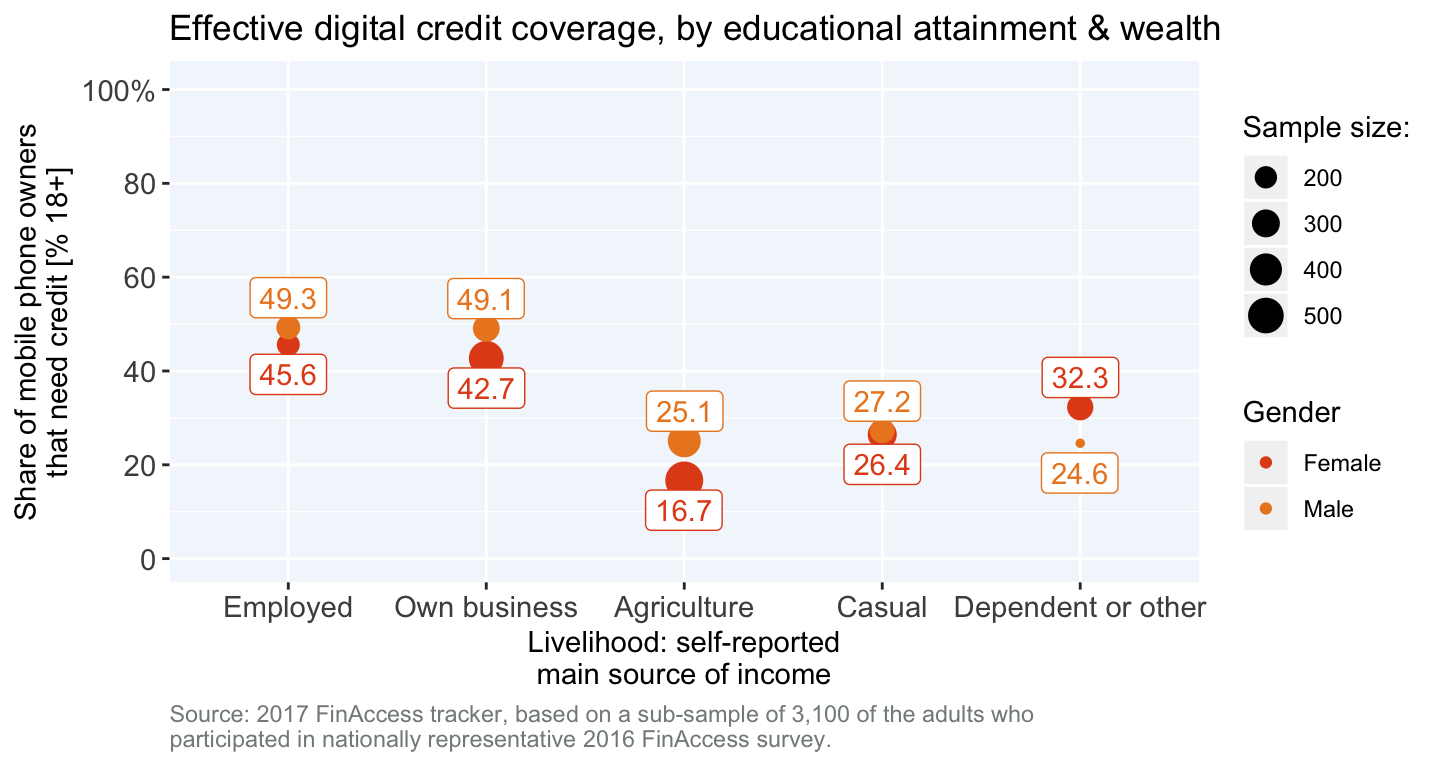 Effective digital credit coverage, by educational attainment & wealth
Share of mobile phone owners
that need credit [% 18+]
100%
80
60
40
20
0
49.3
45.6
49.1
42.7
25.1
16.7
27.2
26.4
32.3
24.6
Employed
Own business
Agriculture
Casual
Dependent or other
Livelihood: self-reported
main source of income
Sample size:
200
300
400
500
Gender
Female
Male
Source: 2017 FinAccess tracker, based on a sub-sample of 3,100 of the adults who
participated in nationally representative 2016 FinAccess survey.